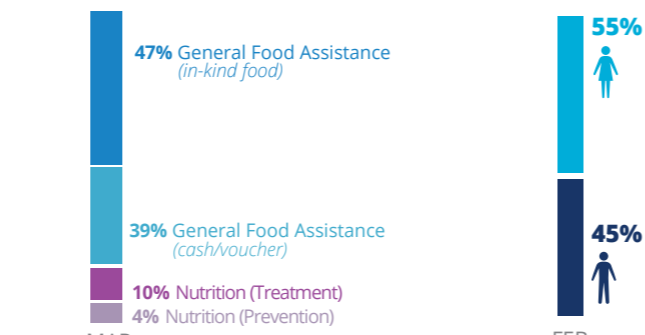 47% General Food Assistance
(in-kind food)
55%
39% General Food Assistance
(cash/voucher)
45%
10% Nutrition (Treatment)
4% Nutrition (Prevention)